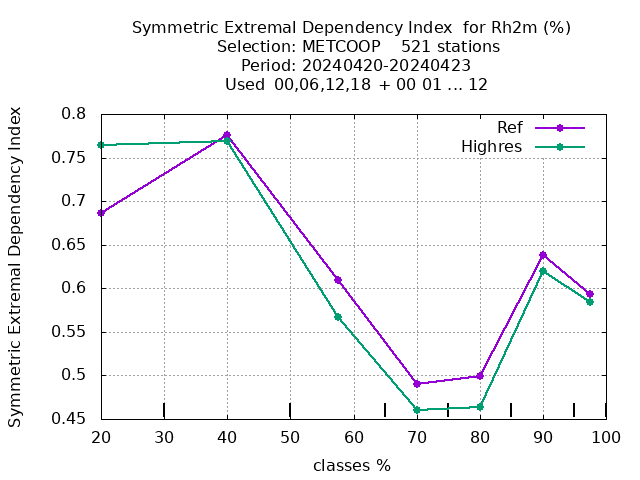 Symmetric Extremal Dependency Index  for Rh2m (%)
Selection: METCOOP    521 stations
Period: 20240420-20240423
Used  00,06,12,18 + 00 01 ... 12
Symmetric Extremal Dependency Index
0.8
0.75
0.7
0.65
0.6
0.55
0.5
0.45
Ref
Highres
20 30 40 50 60 70 80 90 100
classes %